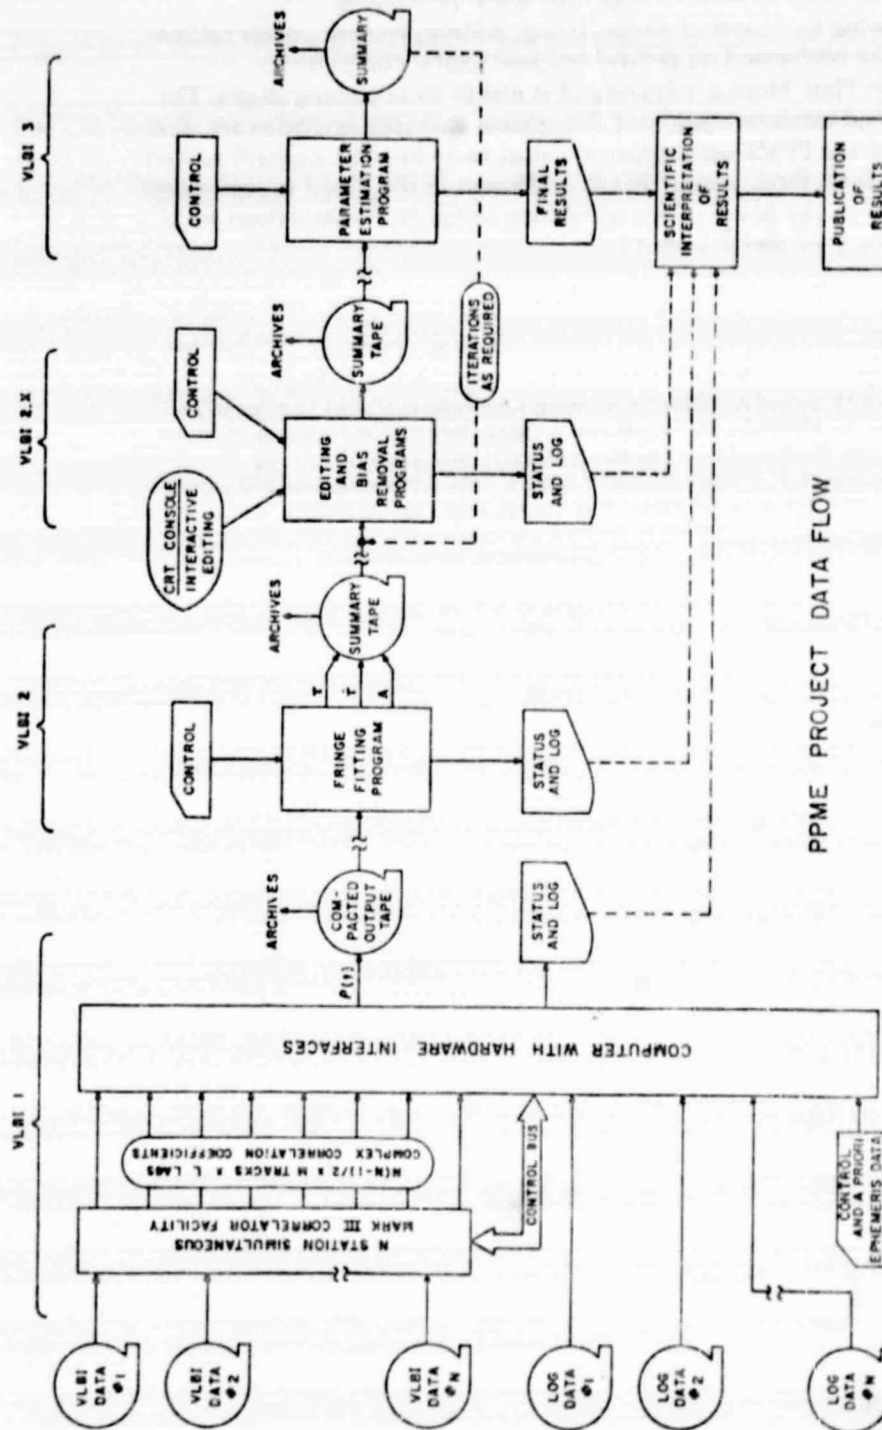 VLBI 1
VLBI 2
VLBI 2.X
VLBI 3
VLBI
DATA
#1
VLBI
DATA
#2
VLBI
DATA
#N
LOG
DATA
#1
LOG
DATA
#2
LOG
DATA
#N
N STATION SIMULTANEOUS
MARK III CORRELATOR FACILITY
N(N-1)/2 x M TRACKS x L LAGS
COMPLEX CORRELATION COEFFICIENTS
CONTROL BUS
CONTROL
AND A PRIORI
EPHEMERIS DATA
COMPUTER WITH HARDWARE INTERFACES
P(t)
ARCHIVES
COM-
PACTED
OUTPUT
TAPE
STATUS
AND LOG
CONTROL
FRINGE
FITTING
PROGRAM
STATUS
AND LOG
A
ARCHIVES
SUMMARY
TAPE
CRT CONSOLE
INTERACTIVE
EDITING
CONTROL
EDITING
AND
BIAS
REMOVAL
PROGRAMS
STATUS
AND LOG
ARCHIVES
SUMMARY
TAPE
ITERATIONS
AS REQUIRED
CONTROL
PARAMETER
ESTIMATION
PROGRAM
FINAL
RESULTS
ARCHIVES
SUMMARY
SCIENTIFIC
INTERPRETATION
OF
RESULTS
PUBLICATION
OF
RESULTS
PPME PROJECT DATA FLOW